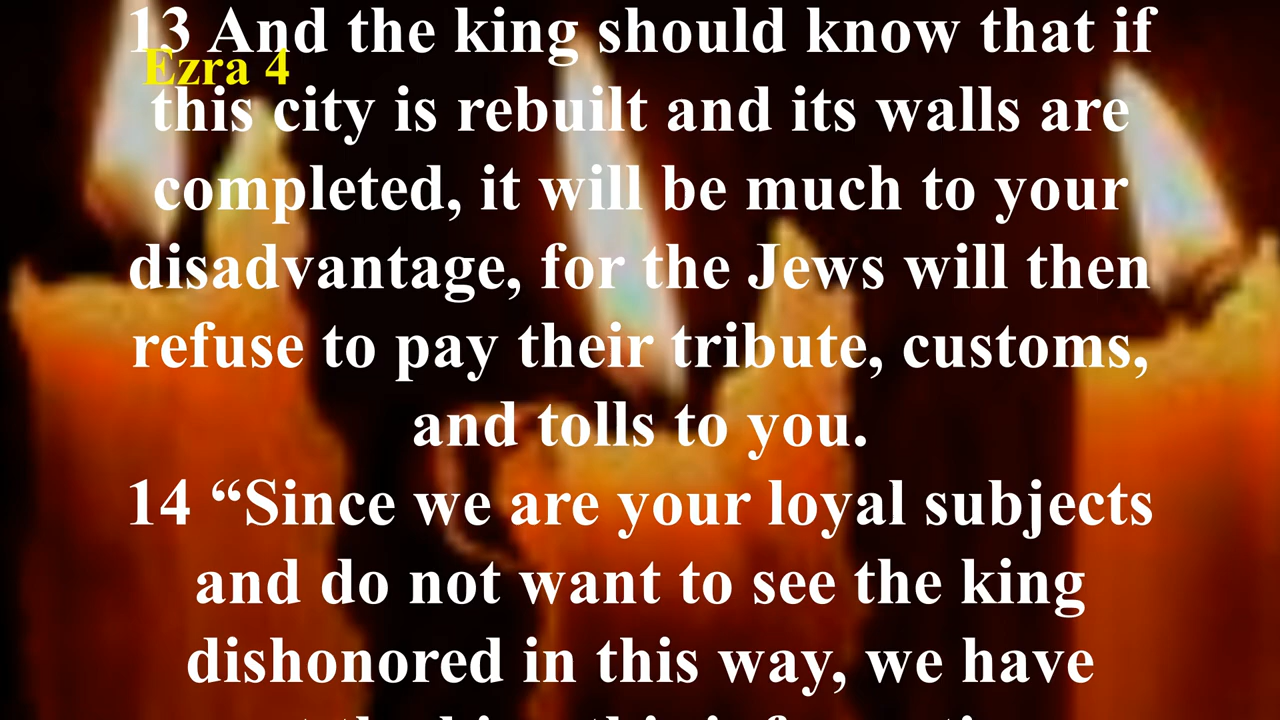 13 And the king should know that if
Ezra 4
this city is rebuilt and its walls are
completed, it will be much to your
disadvantage, for the Jews will then
refuse to pay their tribute, customs,
and tolls to you.
14 “Since we are your loyal subjects
and do not want to see the king
dishonored in this way, we have